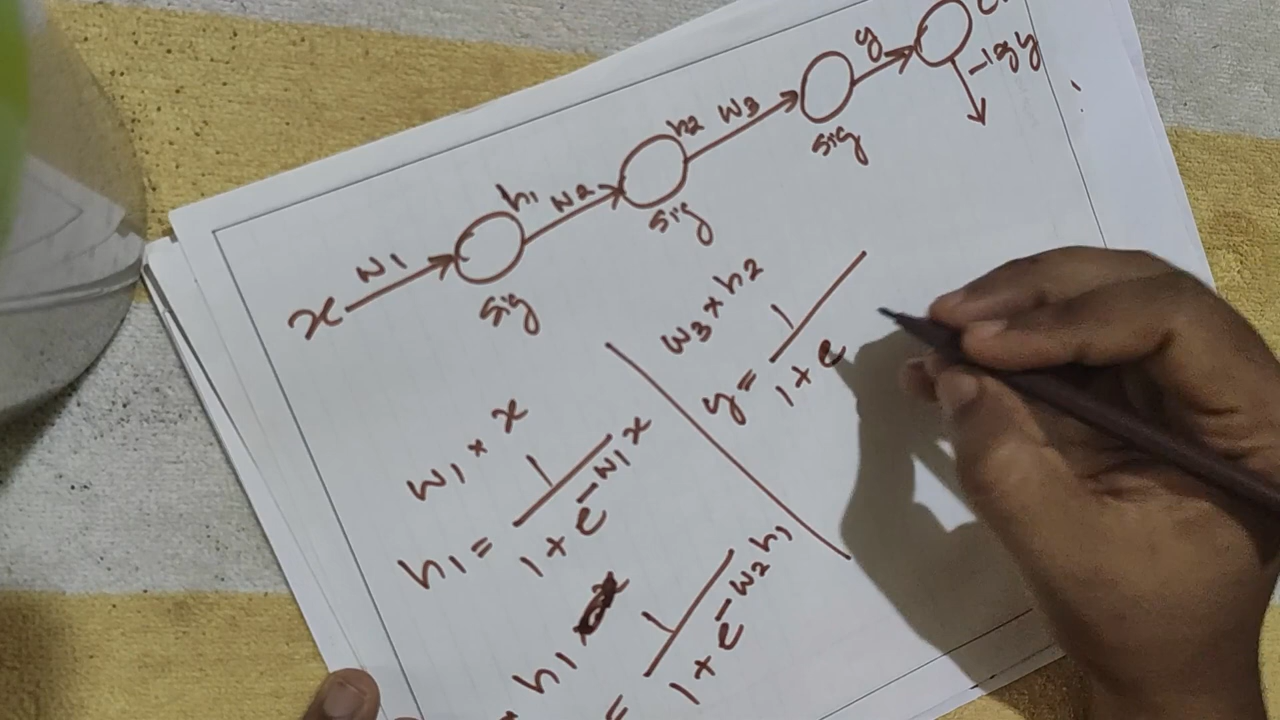 x w1 h1 w2 h2 w3 y
sig sig sig -log y
w1 * x
h1 = 1 / 1 + e^-w1x
h1
= 1 / 1 + e^-w2h1
w3 * h2
y = 1 / 1 + e